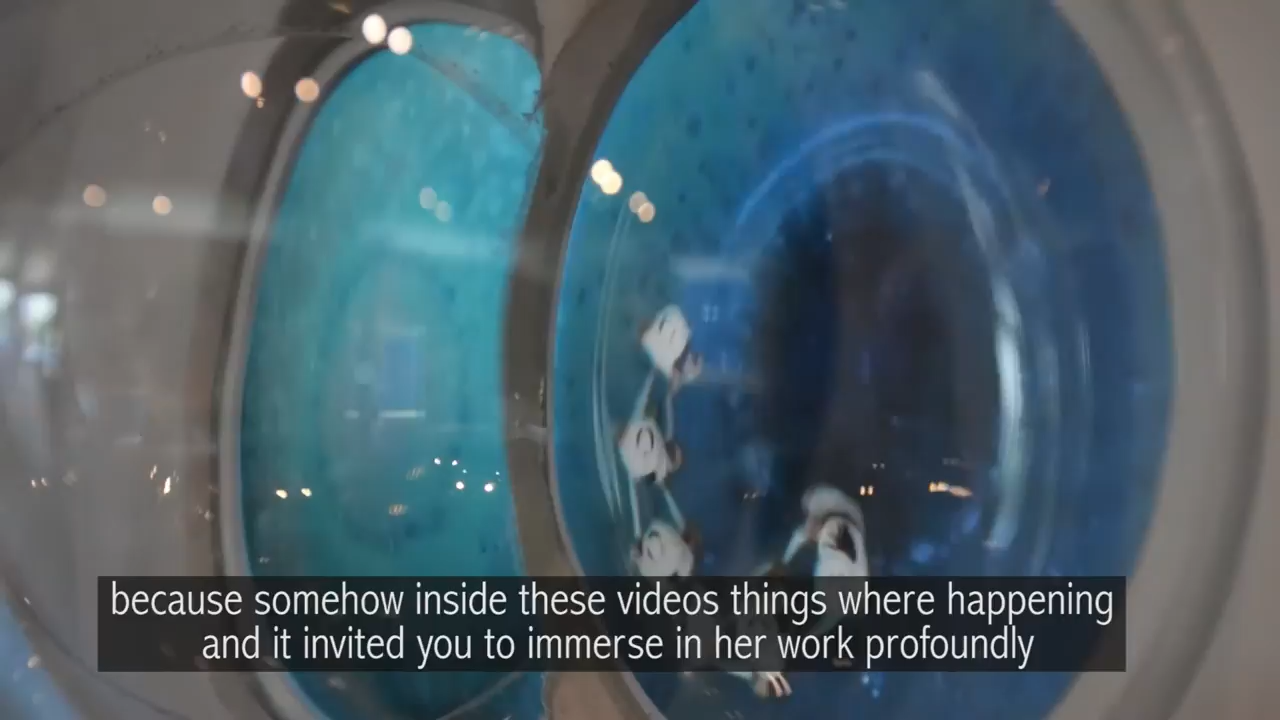 because somehow inside these videos things where happening
and it invited you to immerse in her work profoundly